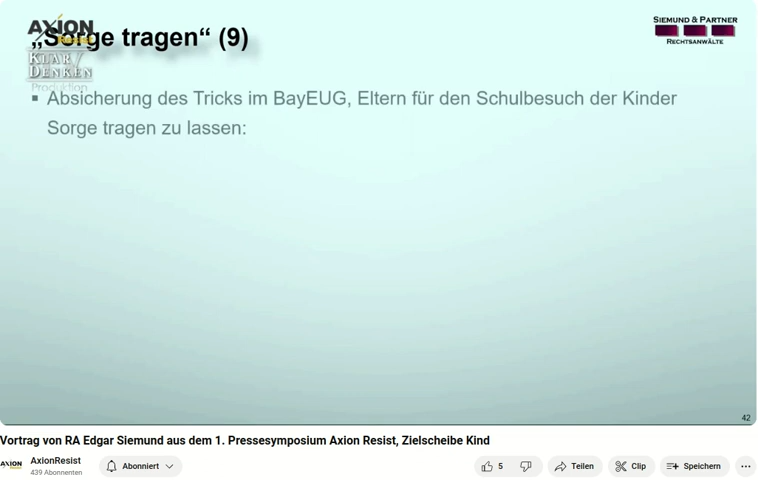 AXION
Resist
„Sorge tragen“ (9)
KLAR
DENKEN
Produktion
SIEMUND & PARTNER
RECHTSANWÄLTE
▪ Absicherung des Tricks im BayEUG, Eltern für den Schulbesuch der Kinder
Sorge tragen zu lassen:
42
Vortrag von RA Edgar Siemund aus dem 1. Pressesymposium Axion Resist, Zielscheibe Kind
AXION
AxionResist
439 Abonnenten
Abonniert
5
Teilen
Clip
Speichern